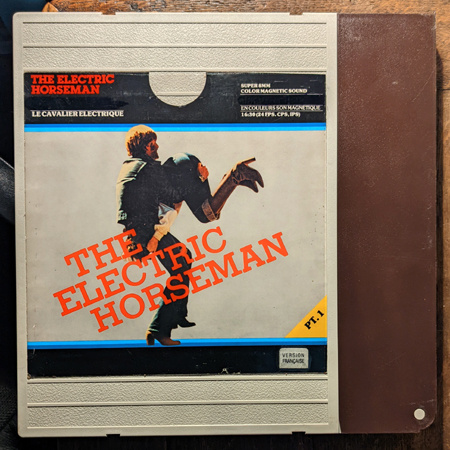 THE ELECTRIC
HORSEMAN
LE CAVALIER ELECTRIQUE
SUPER 8MM
COLOR MAGNETIC SOUND
EN COULEURS SON MAGNETIQUE
16:30 (24 FPS. CPS, IPS)
THE
ELECTRIC
HORSEMAN
PT. 1
VERSION
FRANÇAISE